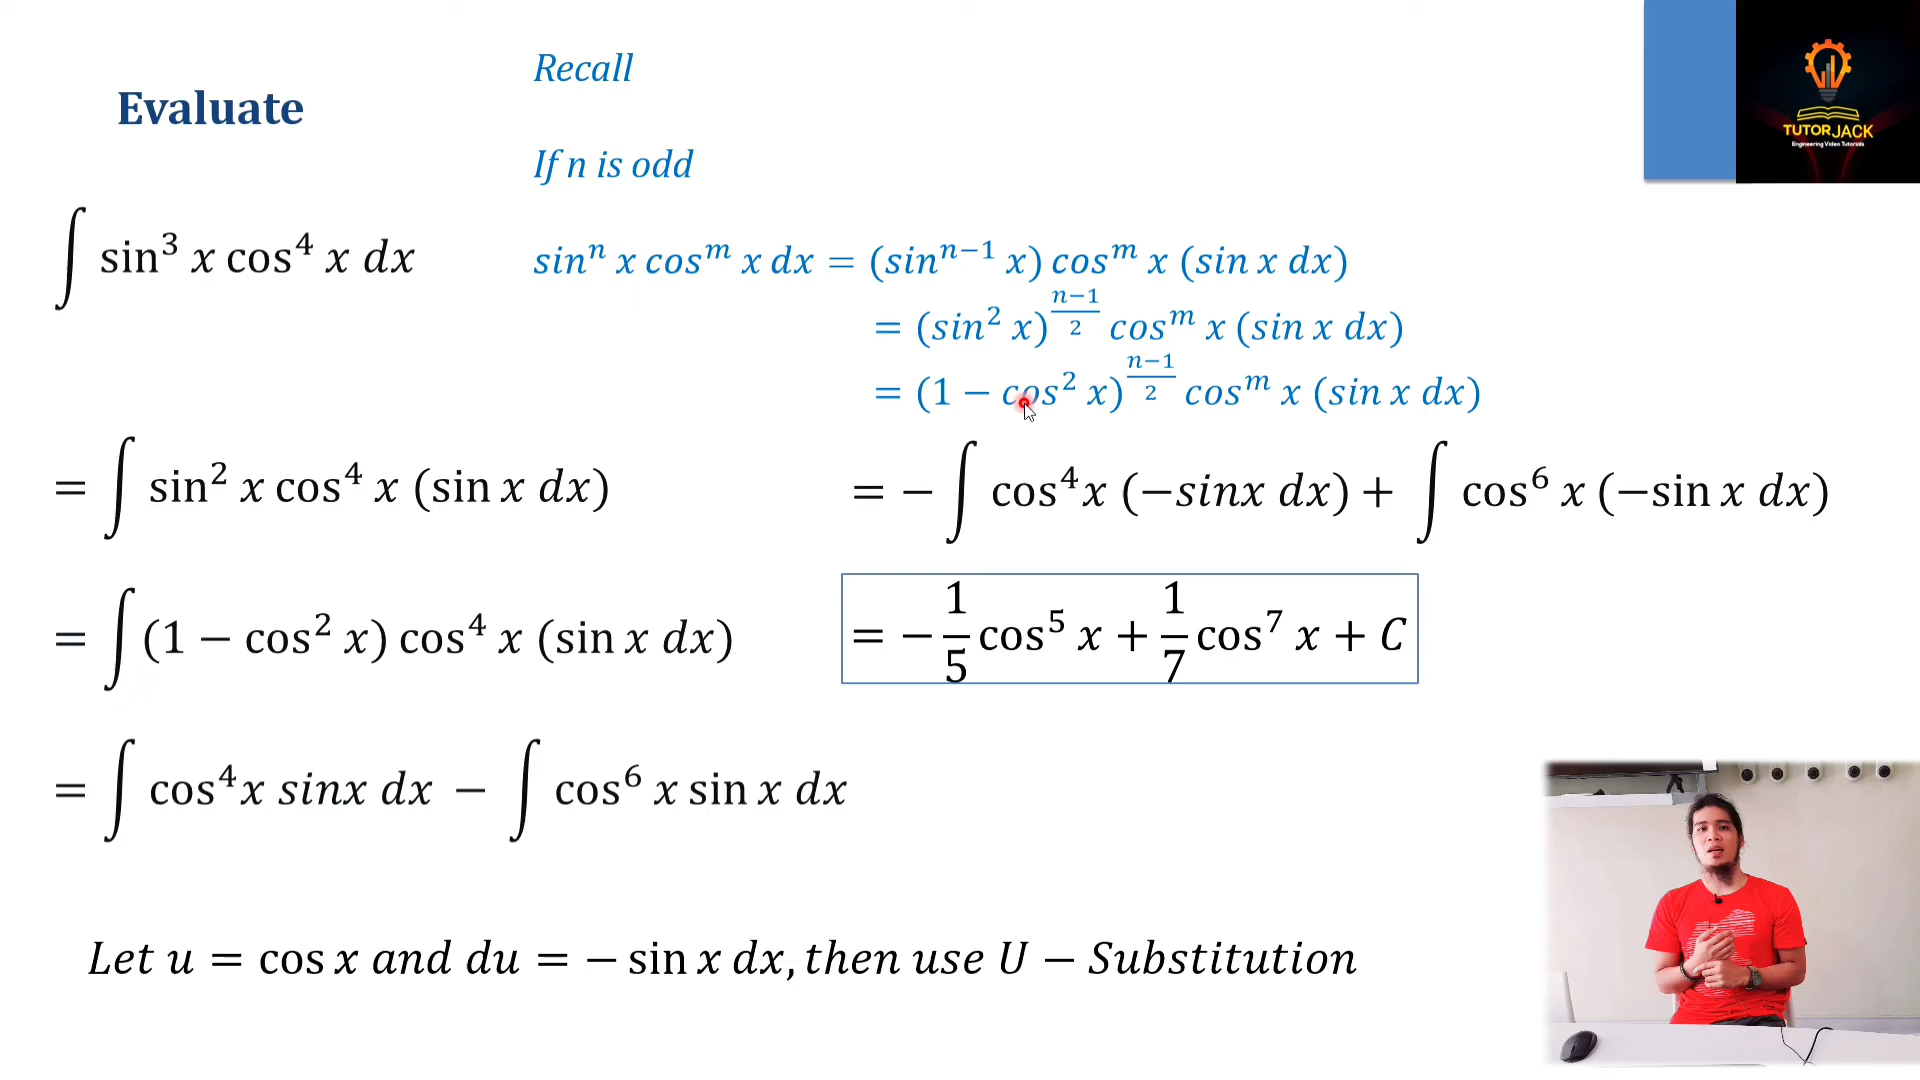 Evaluate
∫ sin³ x cos⁴ x dx
Recall
If n is odd
sinⁿ x cosᵐ x dx = (sinⁿ⁻¹ x) cosᵐ x (sin x dx)
= (sin² x)^((n−1)/2) cosᵐ x (sin x dx)
= (1 − cos² x)^((n−1)/2) cosᵐ x (sin x dx)
= ∫ sin² x cos⁴ x (sin x dx)
= ∫ (1 − cos² x) cos⁴ x (sin x dx)
= ∫ cos⁴x sinx dx − ∫ cos⁶ x sin x dx
= − ∫ cos⁴x (−sinx dx) + ∫ cos⁶ x (−sin x dx)
= − 1/5 cos⁵ x + 1/7 cos⁷ x + C
Let u = cos x and du = − sin x dx, then use U − Substitution
TUTORJACK
Engineering Video Tutorials